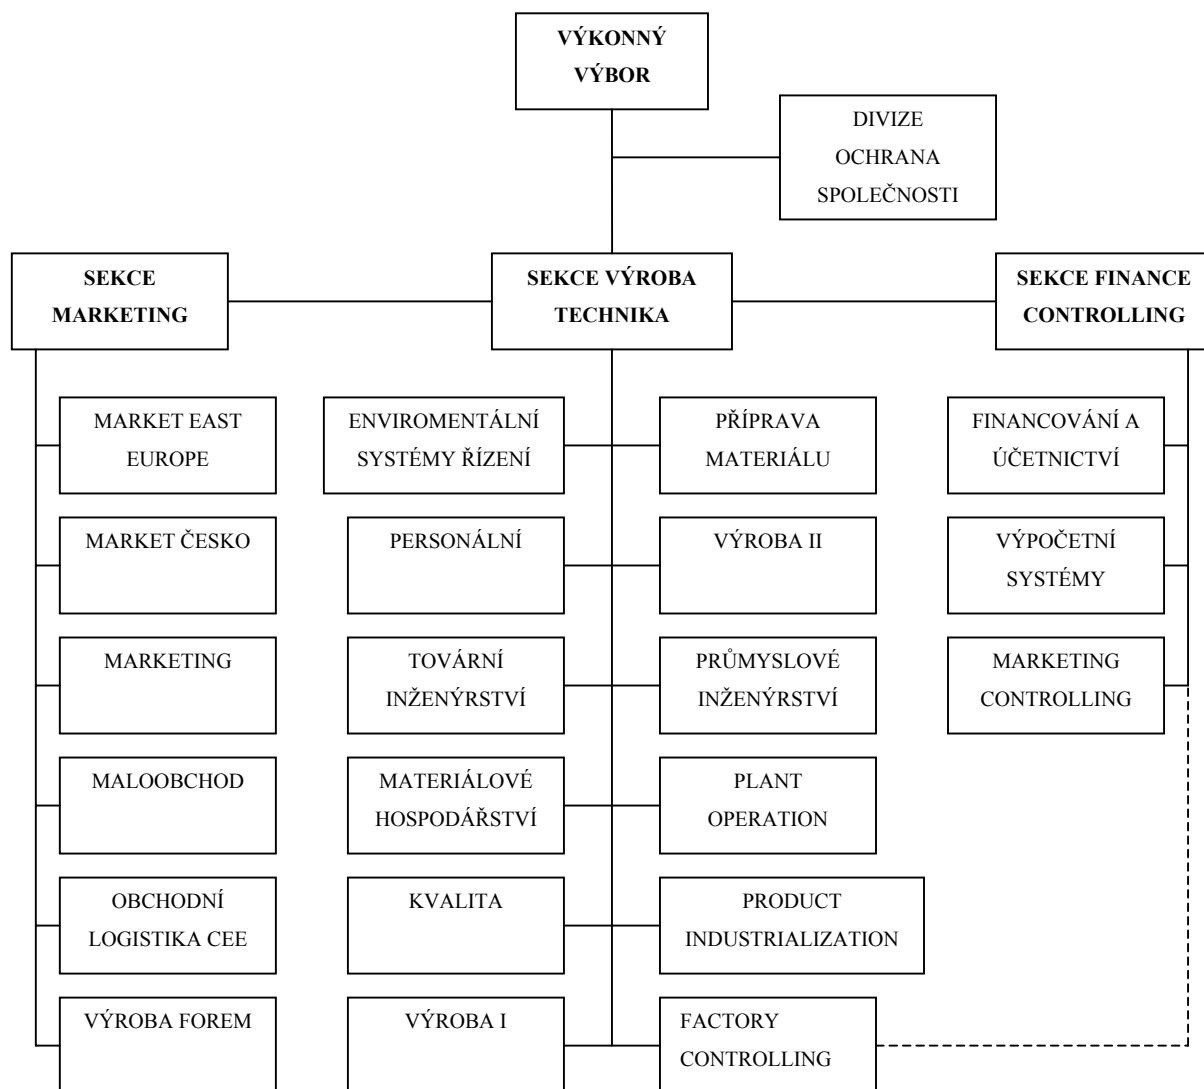 VÝKONNÝ
VÝBOR
DIVIZE
OCHRANA
SPOLEČNOSTI
SEKCE
MARKETING
SEKCE VÝROBA
TECHNIKA
SEKCE FINANCE
CONTROLLING
MARKET EAST
EUROPE
ENVIROMENTÁLNÍ
SYSTÉMY ŘÍZENÍ
PŘÍPRAVA
MATERIÁLU
FINANCOVÁNÍ A
ÚČETNICTVÍ
MARKET ČESKO
PERSONÁLNÍ
VÝROBA II
VÝPOČETNÍ
SYSTÉMY
MARKETING
TOVÁRNÍ
INŽENÝRSTVÍ
PRŮMYSLOVÉ
INŽENÝRSTVÍ
MARKETING
CONTROLLING
MALOOBCHOD
MATERIÁLOVÉ
HOSPODÁŘSTVÍ
PLANT
OPERATION
OBCHODNÍ
LOGISTIKA CEE
KVALITA
PRODUCT
INDUSTRIALIZATION
VÝROBA FOREM
VÝROBA I
FACTORY
CONTROLLING